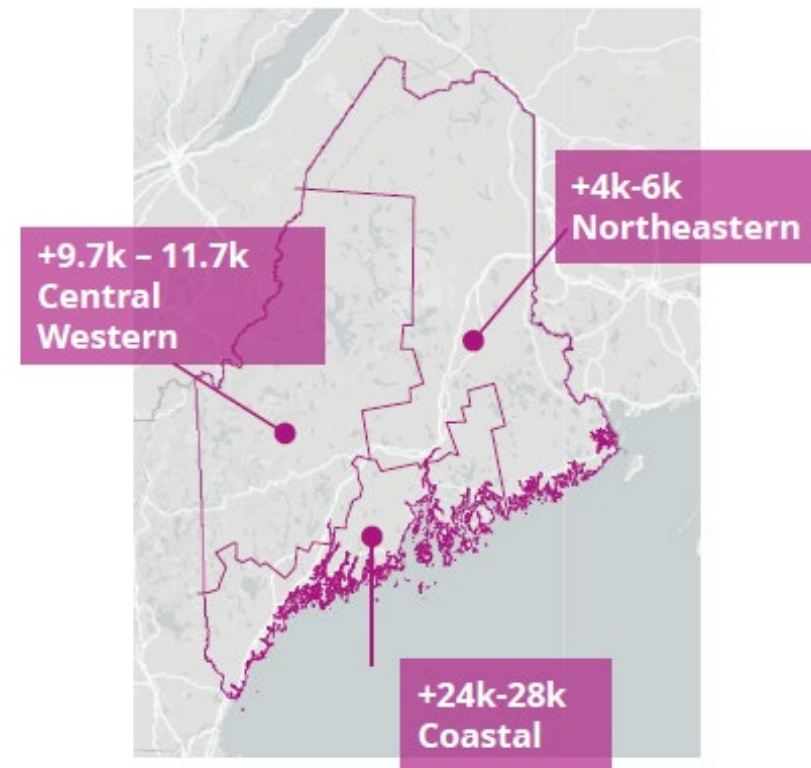 +4k-6k
Northeastern
+9.7k – 11.7k
Central
Western
+24k-28k
Coastal